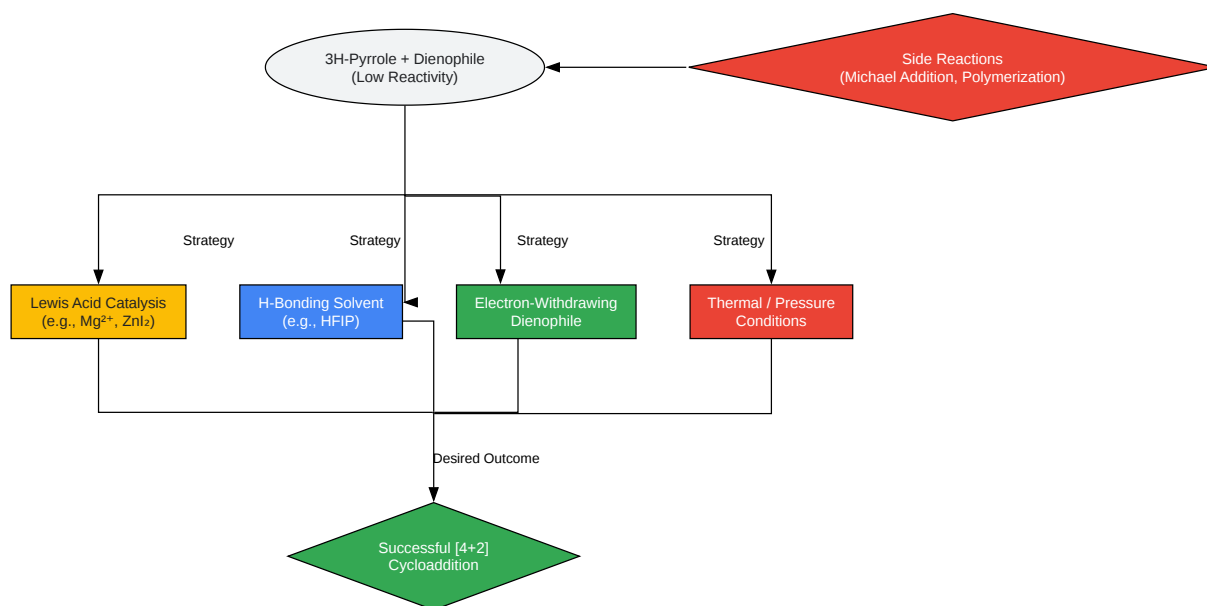 3H-Pyrrole + Dienophile
(Low Reactivity)
Side Reactions
(Michael Addition, Polymerization)
Strategy
Strategy
Strategy
Strategy
Lewis Acid Catalysis
(e.g., Mg²⁺, ZnI₂)
H-Bonding Solvent
(e.g., HFIP)
Electron-Withdrawing
Dienophile
Thermal / Pressure
Conditions
Desired Outcome
Successful [4+2]
Cycloaddition